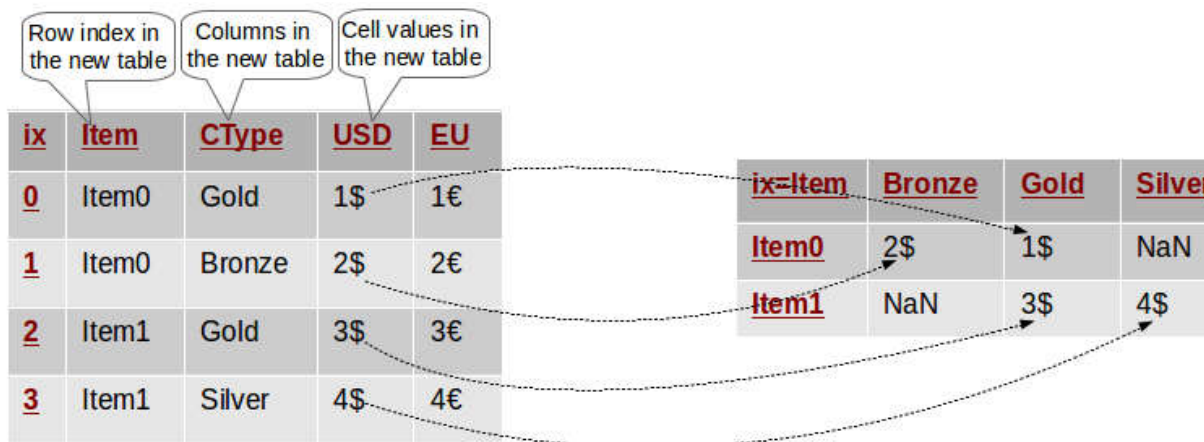 Row index in
the new table
Columns in
the new table
Cell values in
the new table
ix Item CType USD EU
0 Item0 Gold 1$ 1€
1 Item0 Bronze 2$ 2€
2 Item1 Gold 3$ 3€
3 Item1 Silver 4$ 4€
ix=Item Bronze Gold Silver
Item0 2$ 1$ NaN
Item1 NaN 3$ 4$